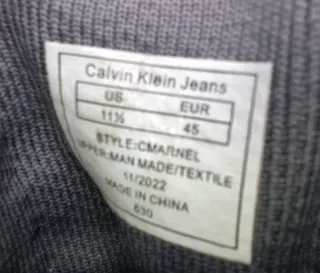 Calvin Klein Jeans
US EUR
11½ 45
STYLE:CMARNEL
UPPER:MAN MADE/TEXTILE
11/2022
MADE IN CHINA
630